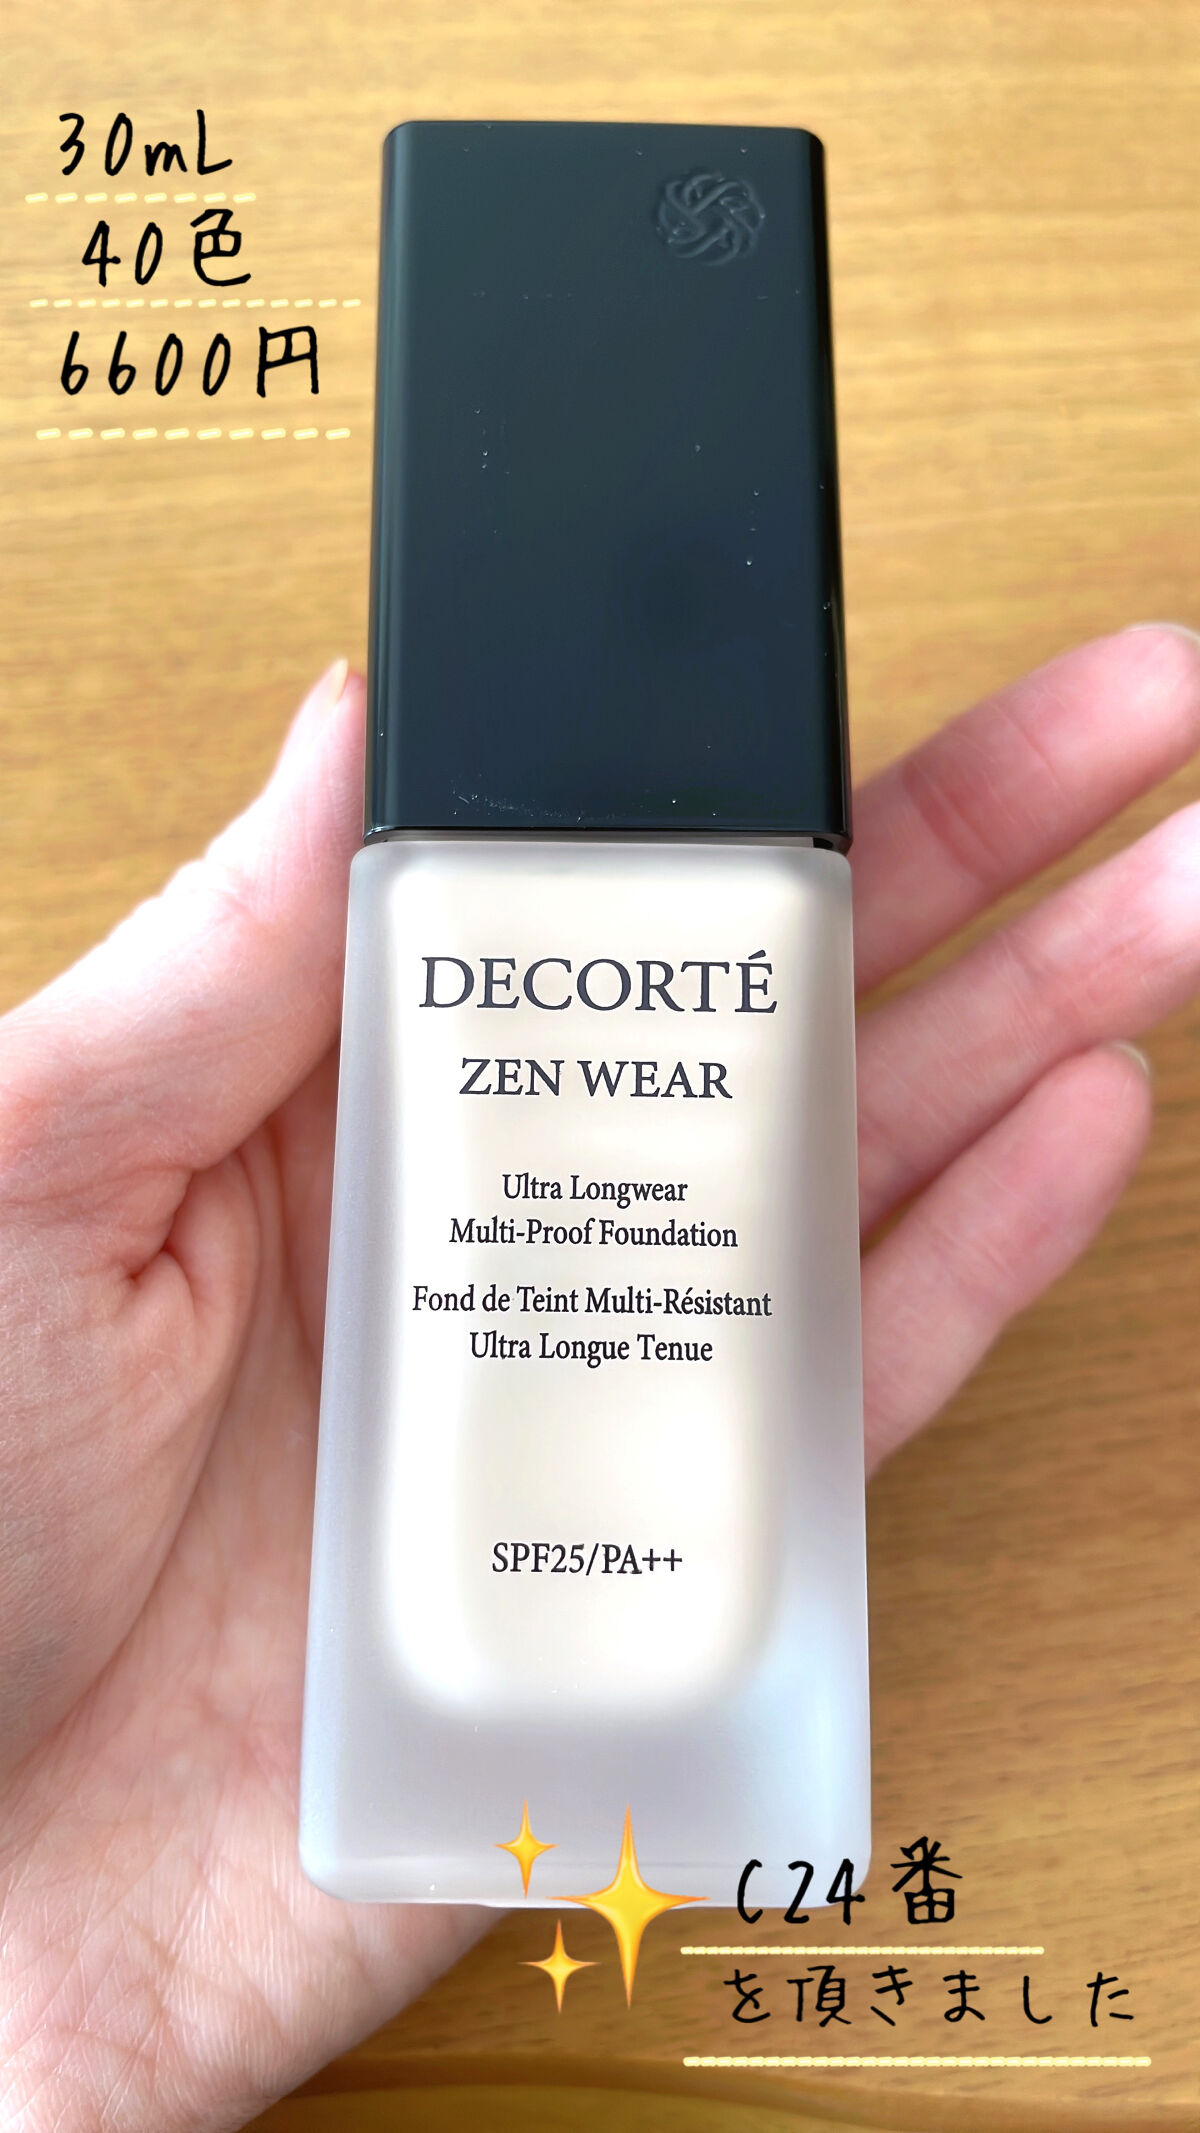 30mL
40色
6600円
DECORTÉ
ZEN WEAR
Ultra Longwear
Multi-Proof Foundation
Fond de Teint Multi-Résistant
Ultra Longue Tenue
SPF25/PA++
C24番
を頂きました